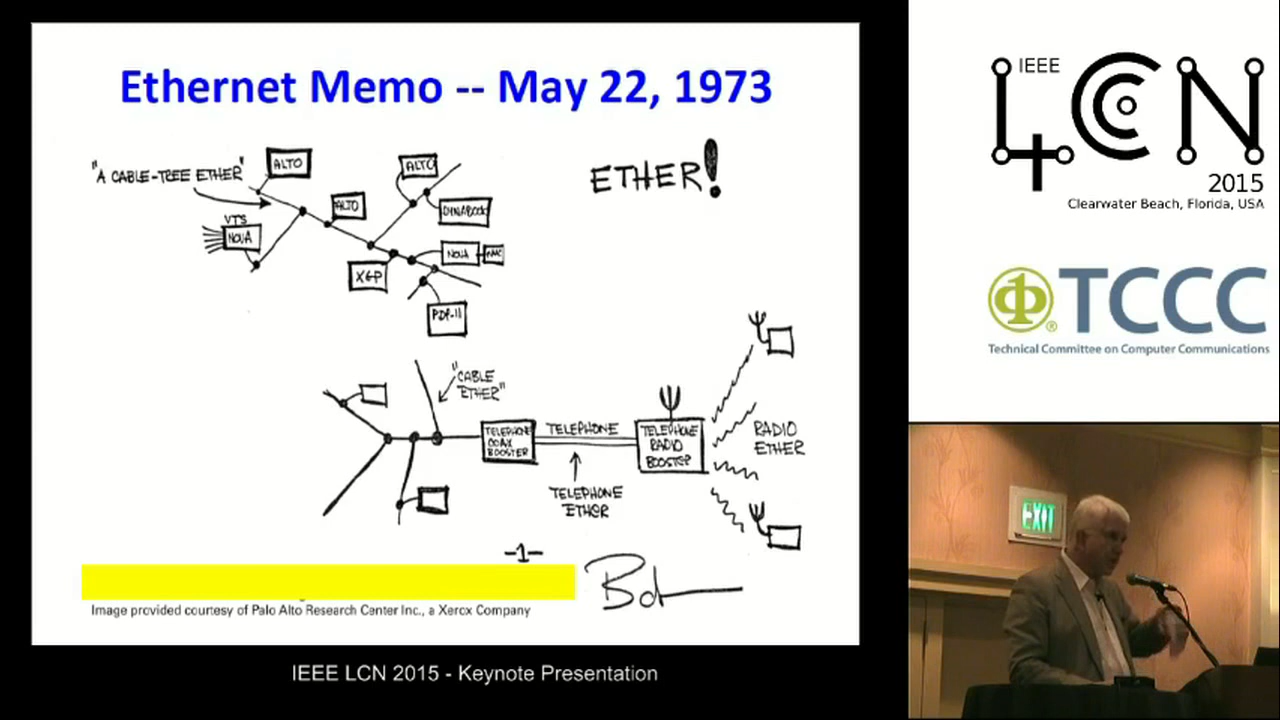 Ethernet Memo -- May 22, 1973
"A CABLE-TREE ETHER"
ALTO
ALTO
ETHER!
ALTO
DYNABOOK
VTS
NOVA
NOVA
XGP
PDP-11
"CABLE
ETHER"
TELEPHONE
COAX
BOOSTER
TELEPHONE
TELEPHONE
RADIO
BOOSTER
RADIO
ETHER
TELEPHONE
ETHER
-1-
Bob
Image provided courtesy of Palo Alto Research Center Inc., a Xerox Company
IEEE LCN 2015 - Keynote Presentation
IEEE
LCN
2015
Clearwater Beach, Florida, USA
®TCCC
Technical Committee on Computer Communications
EXIT